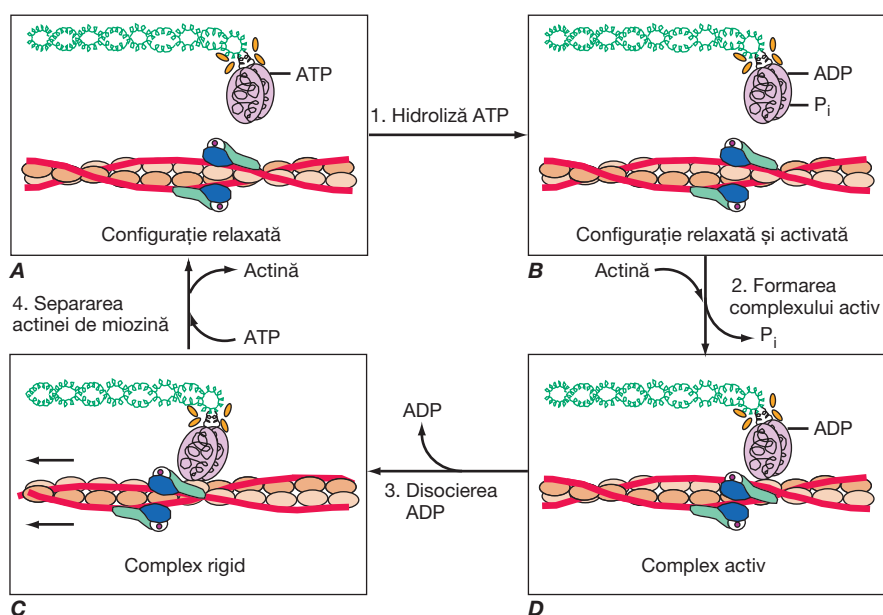 ATP
1. Hidroliză ATP
ADP
Pi
Configurație relaxată
A
Configurație relaxată și activată
B
Actină
4. Separarea
actinei de miozină
ATP
Actină
2. Formarea
complexului activ
Pi
ADP
3. Disocierea
ADP
ADP
Complex rigid
C
Complex activ
D